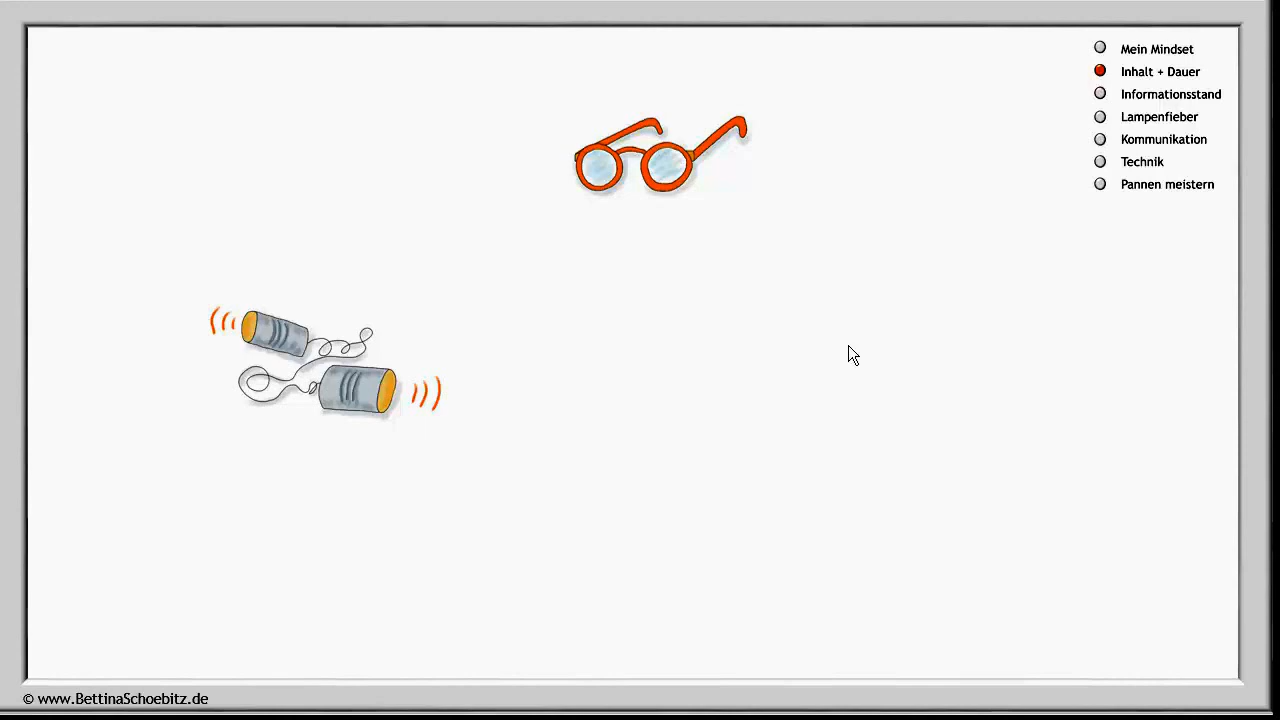 Mein Mindset
Inhalt + Dauer
Informationsstand
Lampenfieber
Kommunikation
Technik
Pannen meistern
© www.BettinaSchoebitz.de